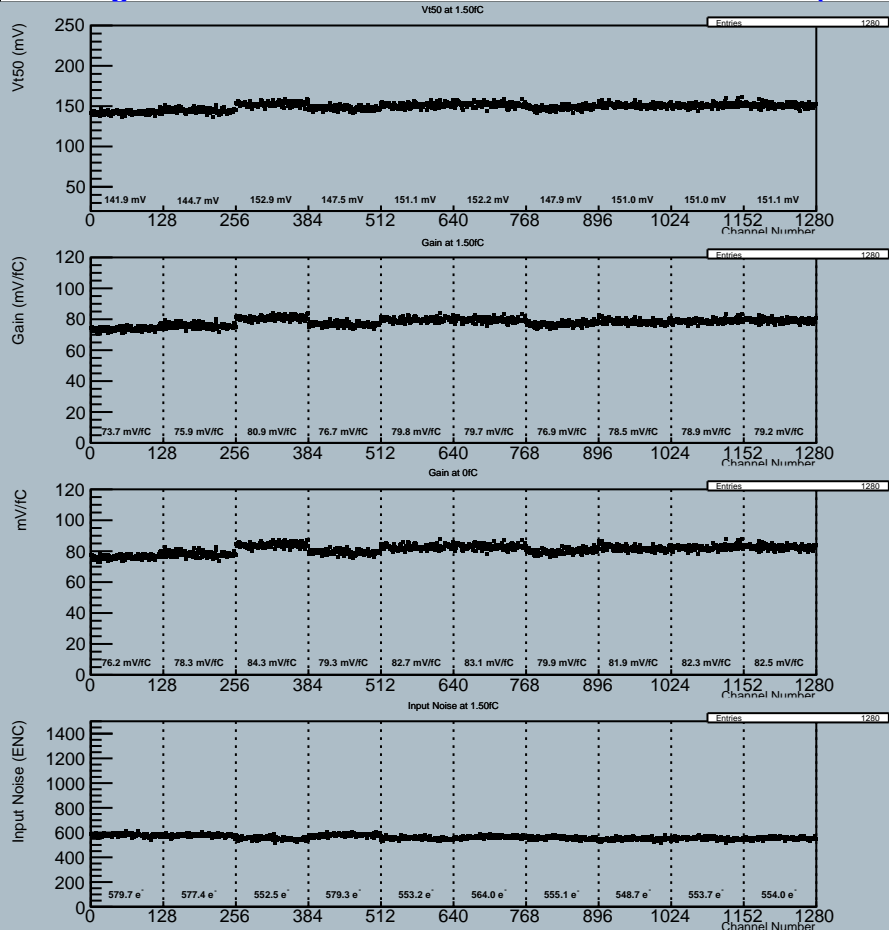 Vt50 at 1.50fC
Entries 1280
Vt50 (mV)
250
200
150
100
50
141.9 mV 144.7 mV 152.9 mV 147.5 mV 151.1 mV 152.2 mV 147.9 mV 151.0 mV 151.0 mV 151.1 mV
0 128 256 384 512 640 768 896 1024 1152 1280
Channel Number
Gain at 1.50fC
Entries 1280
Gain (mV/fC)
120
100
80
60
40
20
0
73.7 mV/fC 75.9 mV/fC 80.9 mV/fC 76.7 mV/fC 79.8 mV/fC 79.7 mV/fC 76.9 mV/fC 78.5 mV/fC 78.9 mV/fC 79.2 mV/fC
0 128 256 384 512 640 768 896 1024 1152 1280
Channel Number
Gain at 0fC
Entries 1280
mV/fC
120
100
80
60
40
20
0
76.2 mV/fC 78.3 mV/fC 84.3 mV/fC 79.3 mV/fC 82.7 mV/fC 83.1 mV/fC 79.9 mV/fC 81.9 mV/fC 82.3 mV/fC 82.5 mV/fC
0 128 256 384 512 640 768 896 1024 1152 1280
Channel Number
Input Noise at 1.50fC
Entries 1280
Input Noise (ENC)
1400
1200
1000
800
600
400
200
0
579.7 e⁻ 577.4 e⁻ 552.5 e⁻ 579.3 e⁻ 553.2 e⁻ 564.0 e⁻ 555.1 e⁻ 548.7 e⁻ 553.7 e⁻ 554.0 e⁻
0 128 256 384 512 640 768 896 1024 1152 1280
Channel Number